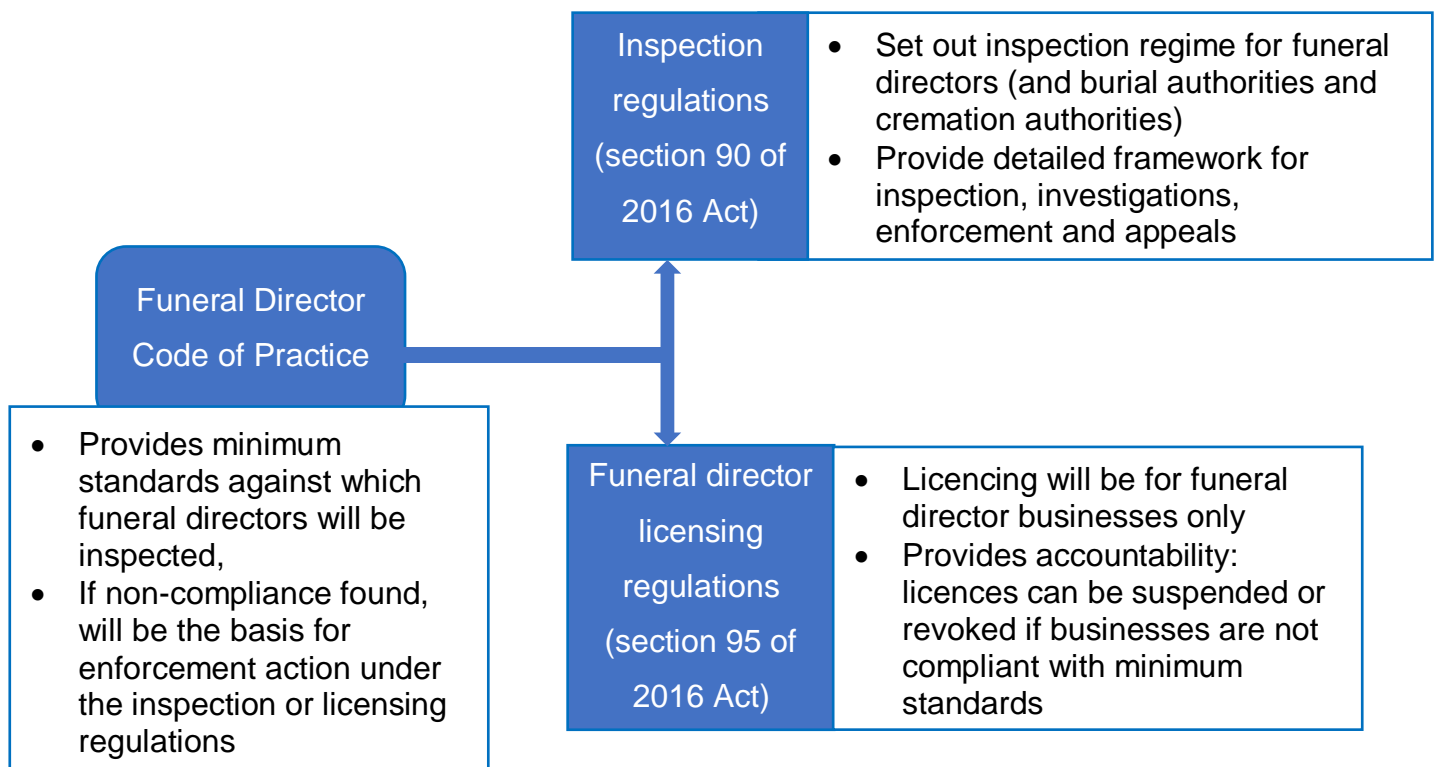 Inspection
regulations
(section 90 of
2016 Act)
• Set out inspection regime for funeral
directors (and burial authorities and
cremation authorities)
• Provide detailed framework for
inspection, investigations,
enforcement and appeals
Funeral Director
Code of Practice
• Provides minimum
standards against which
funeral directors will be
inspected,
• If non-compliance found,
will be the basis for
enforcement action under
the inspection or licensing
regulations
Funeral director
licensing
regulations
(section 95 of
2016 Act)
• Licencing will be for funeral
director businesses only
• Provides accountability:
licences can be suspended or
revoked if businesses are not
compliant with minimum
standards